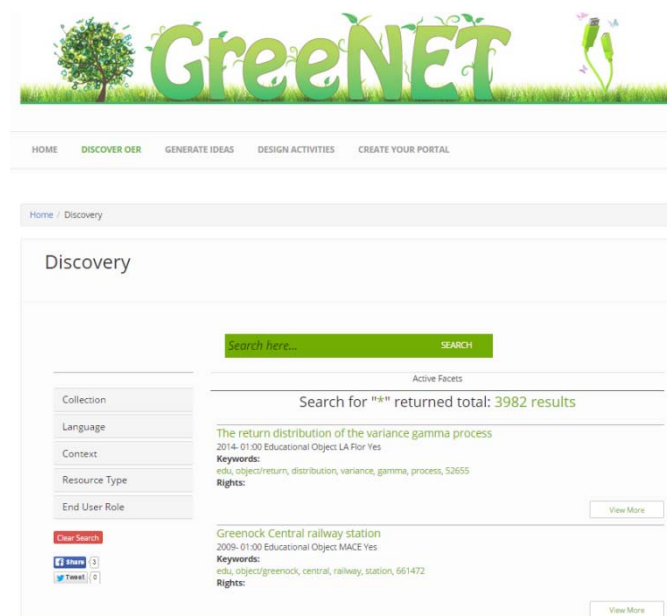 GreeNET
HOME DISCOVER OER GENERATE IDEAS DESIGN ACTIVITIES CREATE YOUR PORTAL
Home / Discovery
Discovery
Search here... SEARCH
Active Facets
Search for "*" returned total: 3982 results
Collection
Language
Context
Resource Type
End User Role
Clear Search
Share 3
Tweet 0
The return distribution of the variance gamma process
2014- 01:00 Educational Object LA Flor Yes
Keywords:
edu, object/return, distribution, variance, gamma, process, 52655
Rights:
View More
Greenock Central railway station
2009- 01:00 Educational Object MACE Yes
Keywords:
edu, object/greenock, central, railway, station, 661472
Rights:
View More